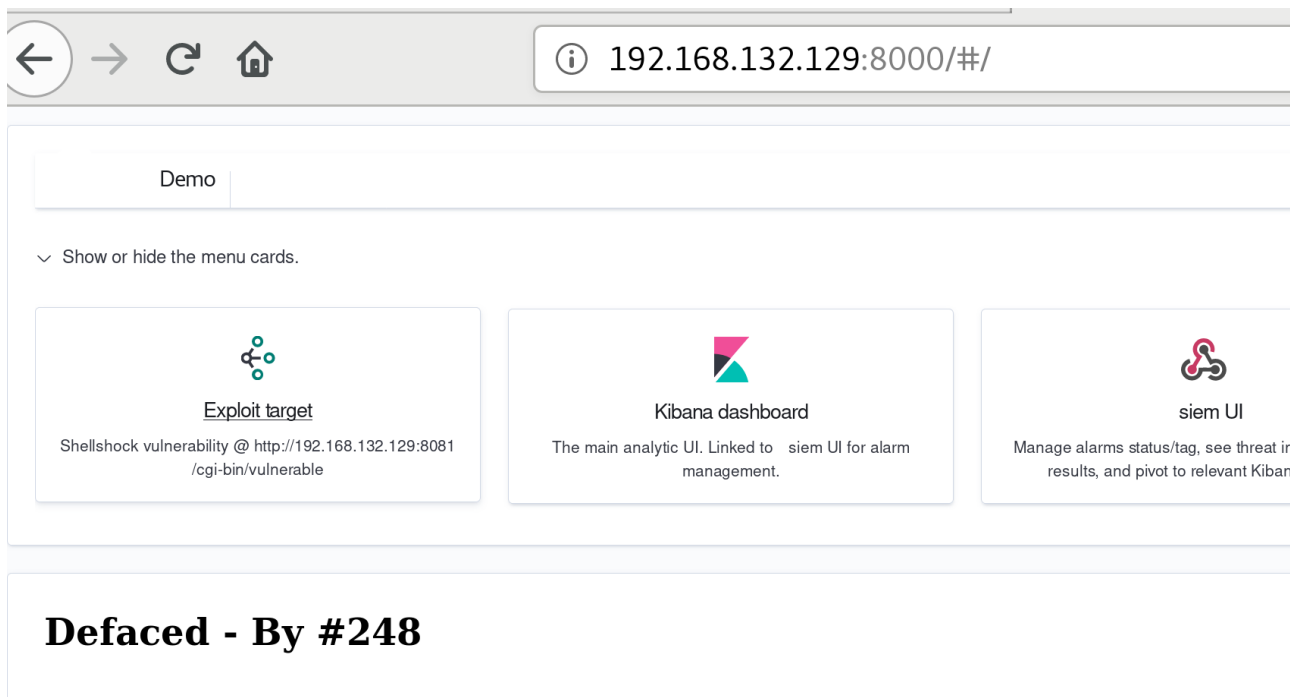 192.168.132.129:8000/#/
Demo
Show or hide the menu cards.
Exploit target
Shellshock vulnerability @ http://192.168.132.129:8081
/cgi-bin/vulnerable
Kibana dashboard
The main analytic UI. Linked to siem UI for alarm
management.
siem UI
Manage alarms status/tag, see threat
results, and pivot to relevant
Defaced - By #248